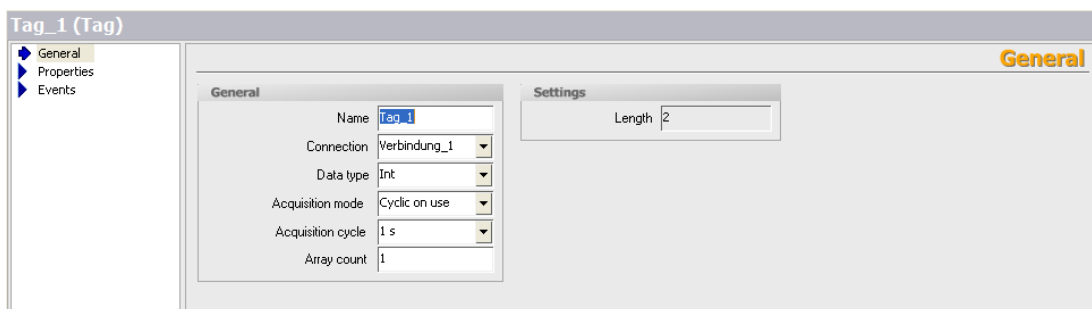 Tag_1 (Tag)
General
Properties
Events
General
General
Name Tag_1
Connection Verbindung_1
Data type Int
Acquisition mode Cyclic on use
Acquisition cycle 1 s
Array count 1
Settings
Length 2